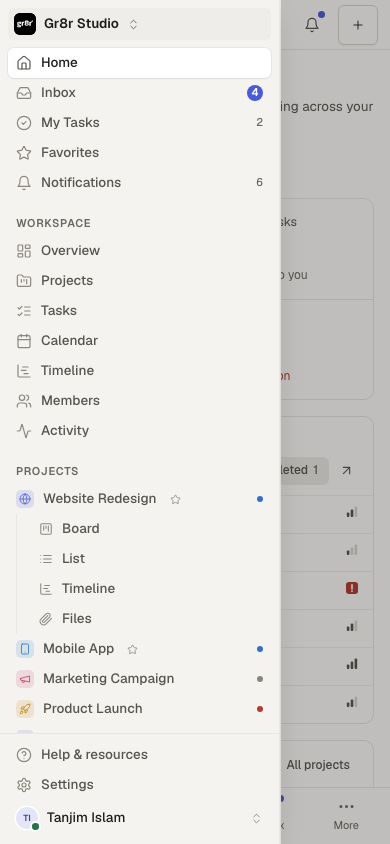 gr8r
Gr8r Studio
Home
Inbox 4
My Tasks 2
Favorites
Notifications 6
WORKSPACE
Overview
Projects
Tasks
Calendar
Timeline
Members
Activity
PROJECTS
Website Redesign
Board
List
Timeline
Files
Mobile App
Marketing Campaign
Product Launch
Help & resources
Settings
TI Tanjim Islam
ing across your
sks
you
on
leted 1
All projects
More